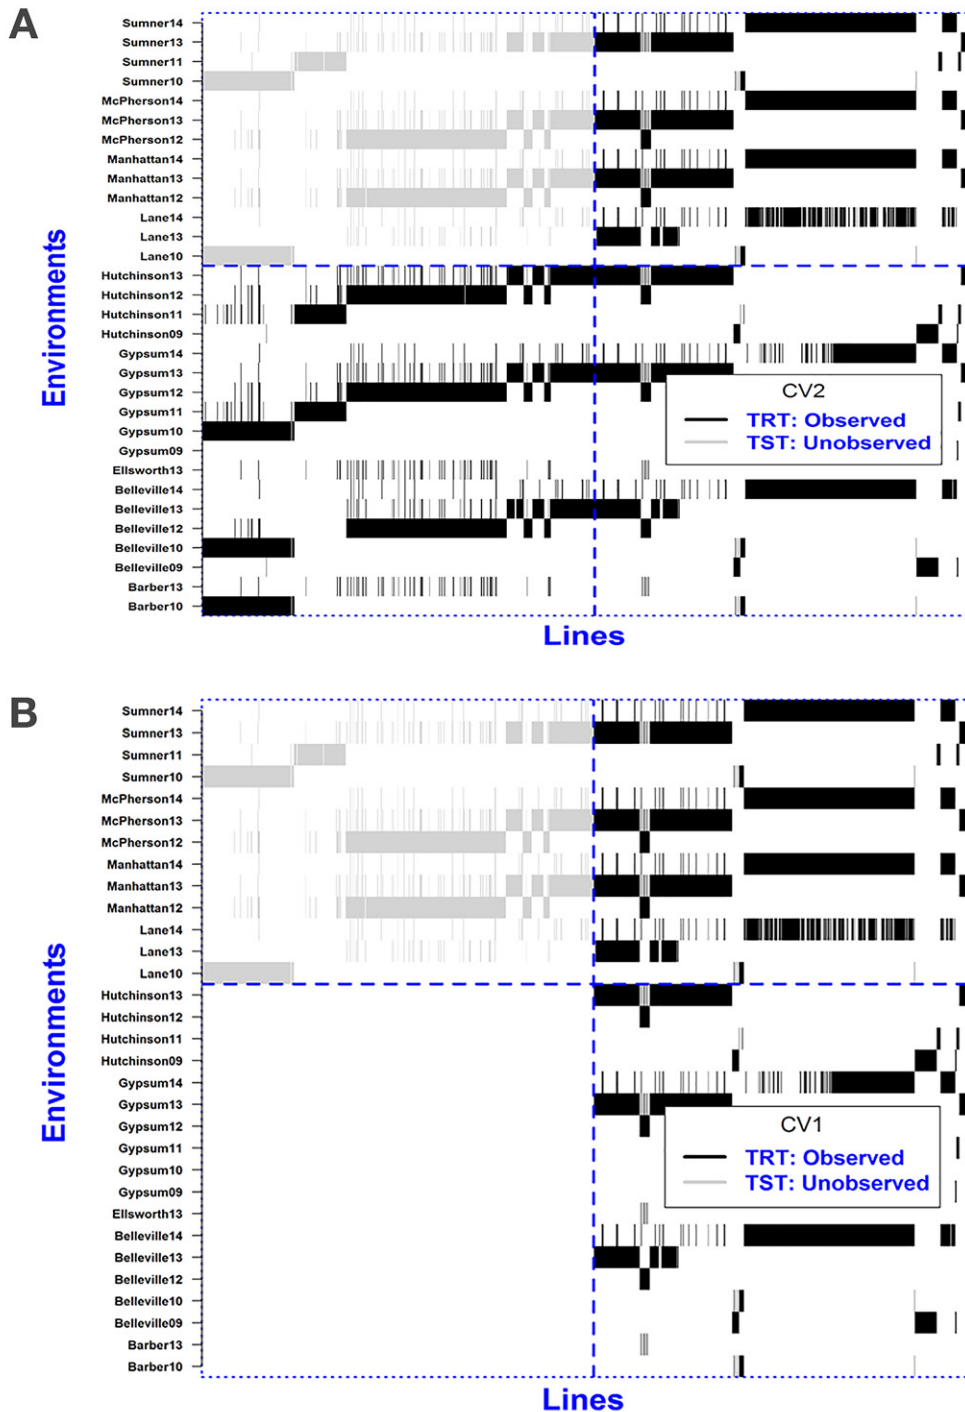 A
Sumner14
Sumner13
Sumner11
Sumner10
McPherson14
McPherson13
McPherson12
Manhattan14
Manhattan13
Manhattan12
Lane14
Lane13
Lane10
Hutchinson13
Hutchinson12
Hutchinson11
Hutchinson09
Gypsum14
Gypsum13
Gypsum12
Gypsum11
Gypsum10
Gypsum09
Ellsworth13
Belleville14
Belleville13
Belleville12
Belleville10
Belleville09
Barber13
Barber10
Environments
CV2
TRT: Observed
TST: Unobserved
Lines
B
Sumner14
Sumner13
Sumner11
Sumner10
McPherson14
McPherson13
McPherson12
Manhattan14
Manhattan13
Manhattan12
Lane14
Lane13
Lane10
Hutchinson13
Hutchinson12
Hutchinson11
Hutchinson09
Gypsum14
Gypsum13
Gypsum12
Gypsum11
Gypsum10
Gypsum09
Ellsworth13
Belleville14
Belleville13
Belleville12
Belleville10
Belleville09
Barber13
Barber10
Environments
CV1
TRT: Observed
TST: Unobserved
Lines